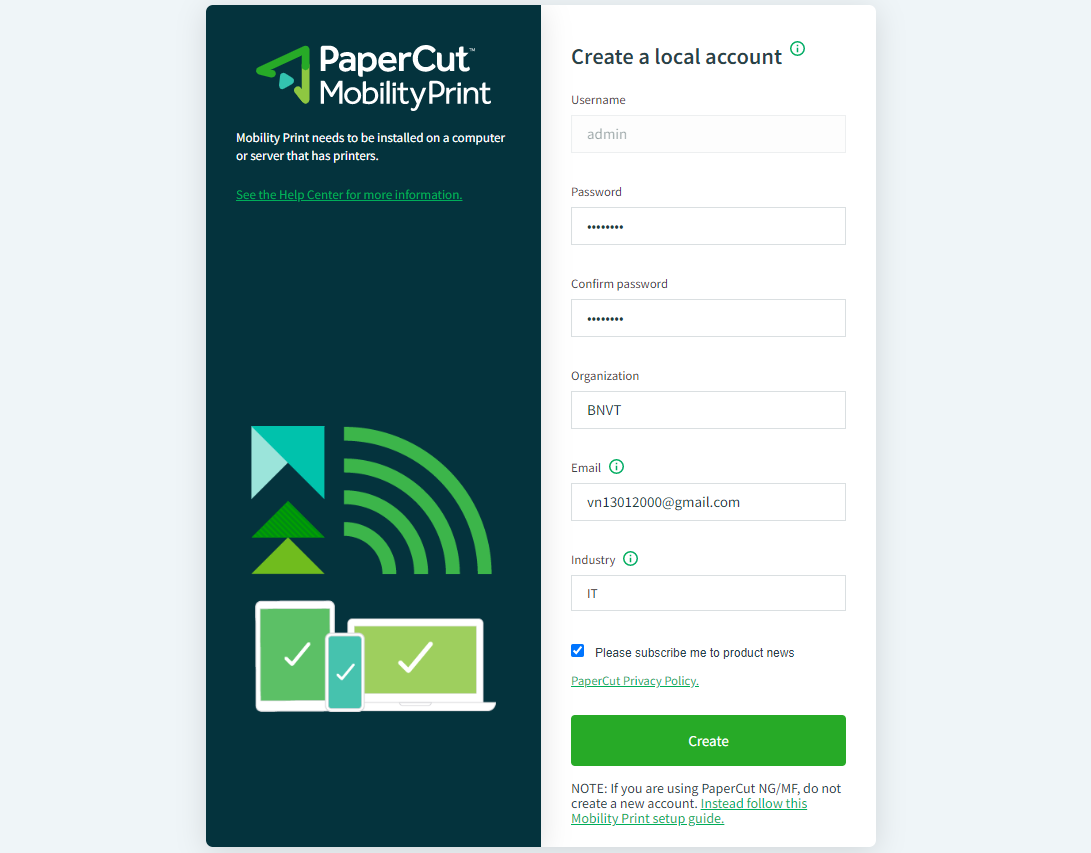 PaperCut™
MobilityPrint
Mobility Print needs to be installed on a computer
or server that has printers.
See the Help Center for more information.
Create a local account
Username
admin
Password
••••••••
Confirm password
••••••••
Organization
BNVT
Email
vn13012000@gmail.com
Industry
IT
Please subscribe me to product news
PaperCut Privacy Policy.
Create
NOTE: If you are using PaperCut NG/MF, do not
create a new account. Instead follow this
Mobility Print setup guide.